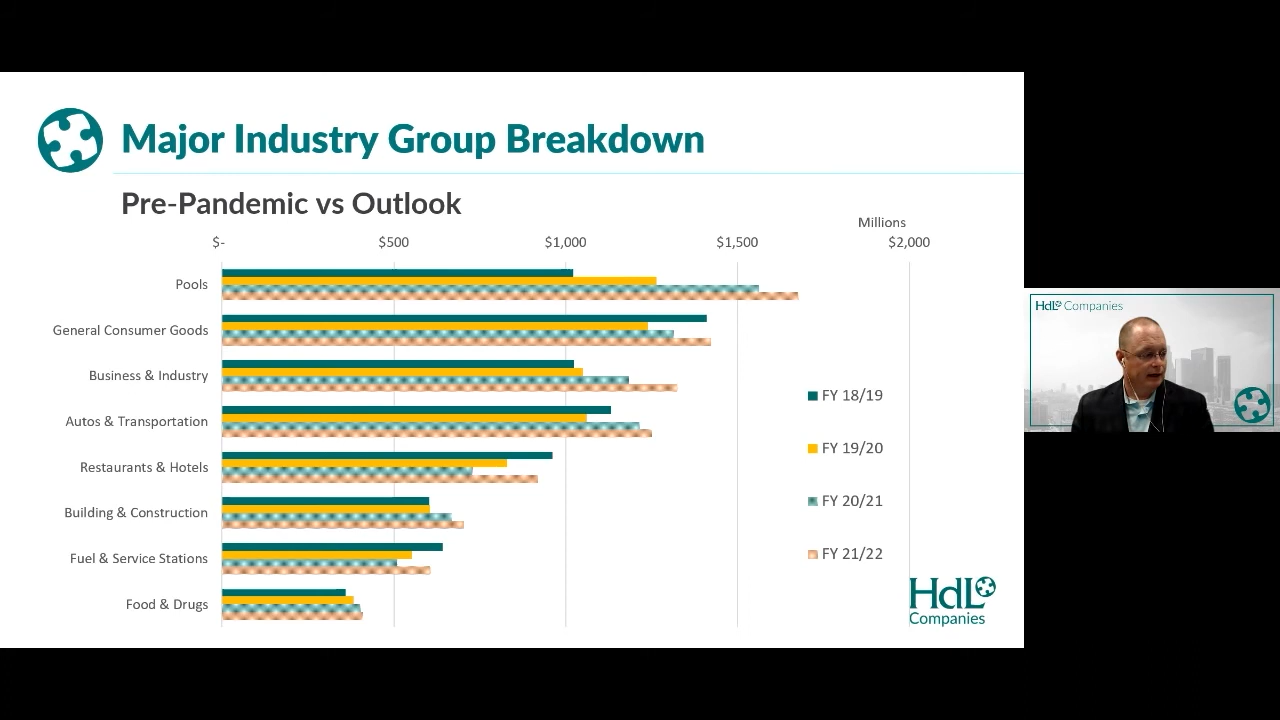 Major Industry Group Breakdown
Pre-Pandemic vs Outlook
Millions
$- $500 $1,000 $1,500 $2,000
Pools
General Consumer Goods
Business & Industry
Autos & Transportation
Restaurants & Hotels
Building & Construction
Fuel & Service Stations
Food & Drugs
FY 18/19
FY 19/20
FY 20/21
FY 21/22
HdL
Companies
HdL Companies